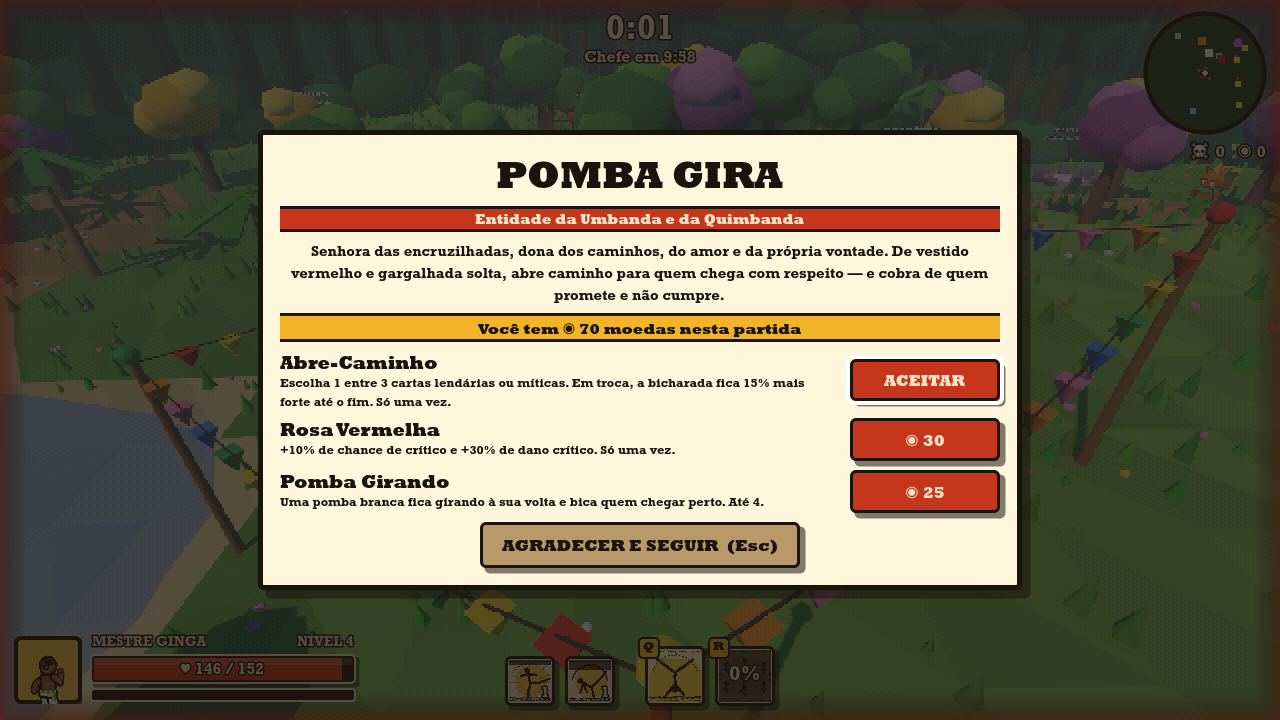 0:01
Chefe em 9:58
0 0
POMBA GIRA
Entidade da Umbanda e da Quimbanda
Senhora das encruzilhadas, dona dos caminhos, do amor e da própria vontade. De vestido
vermelho e gargalhada solta, abre caminho para quem chega com respeito — e cobra de quem
promete e não cumpre.
Você tem ◉ 70 moedas nesta partida
Abre-Caminho
Escolha 1 entre 3 cartas lendárias ou míticas. Em troca, a bicharada fica 15% mais
forte até o fim. Só uma vez.
ACEITAR
Rosa Vermelha
+10% de chance de crítico e +30% de dano crítico. Só uma vez.
◉ 30
Pomba Girando
Uma pomba branca fica girando à sua volta e bica quem chegar perto. Até 4.
◉ 25
AGRADECER E SEGUIR (Esc)
MESTRE GINGA NÍVEL 4
♥ 146 / 152
1
1
Q
R
0%